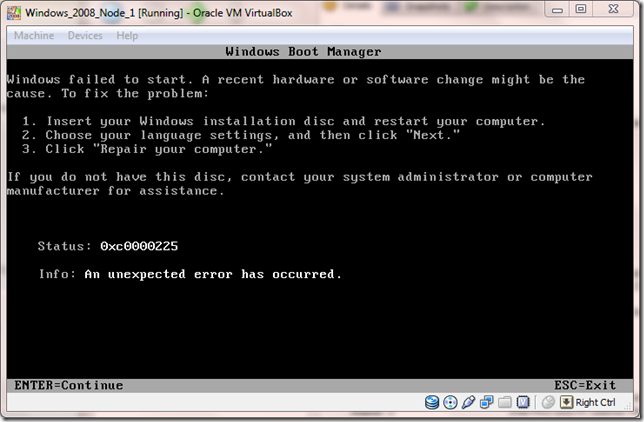 Windows_2008_Node_1 [Running] - Oracle VM VirtualBox
Machine Devices Help
Windows Boot Manager
Windows failed to start. A recent hardware or software change might be the
cause. To fix the problem:
1. Insert your Windows installation disc and restart your computer.
2. Choose your language settings, and then click "Next."
3. Click "Repair your computer."
If you do not have this disc, contact your system administrator or computer
manufacturer for assistance.
Status: 0xc0000225
Info: An unexpected error has occurred.
ENTER=Continue ESC=Exit
Right Ctrl